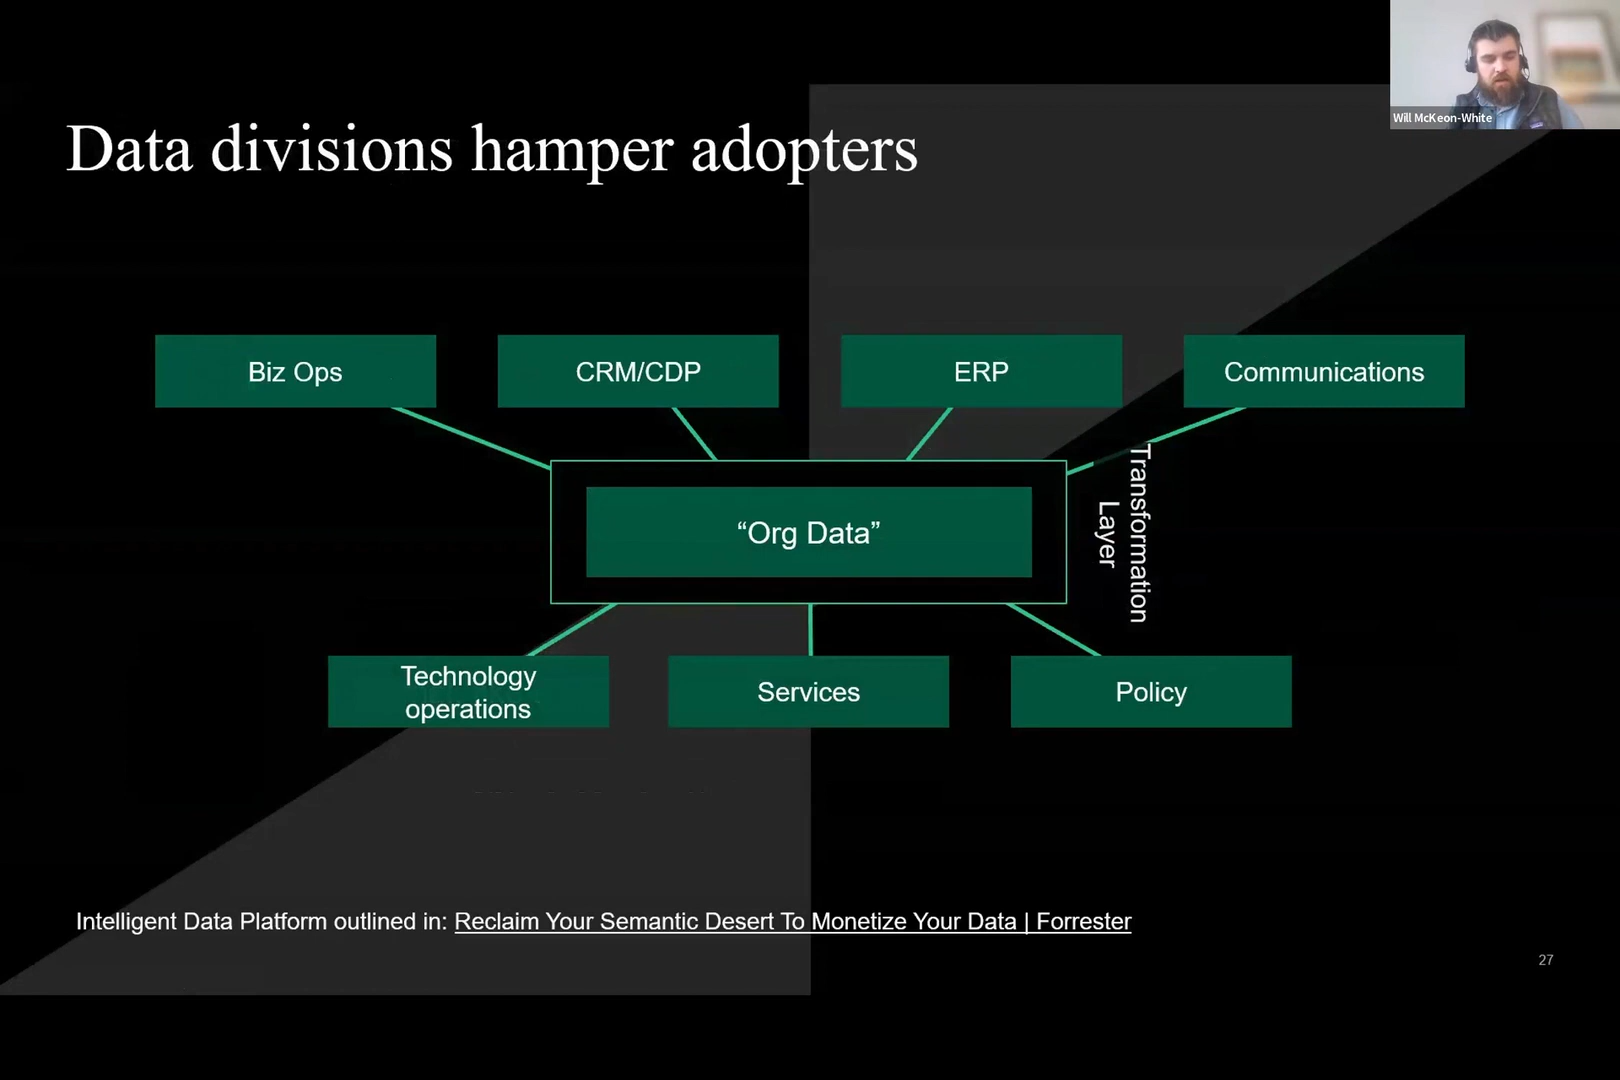 Will McKeon-White
Data divisions hamper adopters
Biz Ops
CRM/CDP
ERP
Communications
Transformation
Layer
“Org Data”
Technology
operations
Services
Policy
Intelligent Data Platform outlined in: Reclaim Your Semantic Desert To Monetize Your Data | Forrester
27